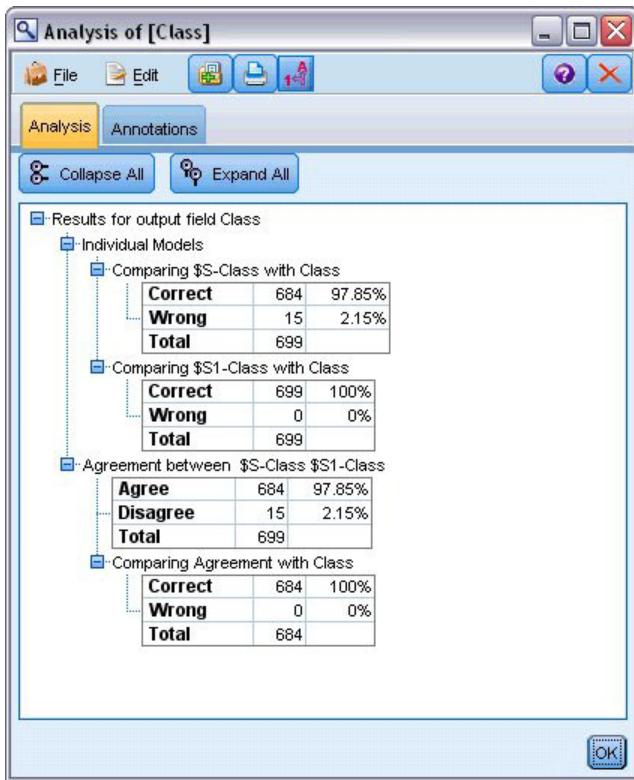 Analysis of [Class]
File Edit
Analysis Annotations
Collapse All Expand All
Results for output field Class
Individual Models
Comparing $S-Class with Class
Correct 684 97.85%
Wrong 15 2.15%
Total 699
Comparing $S1-Class with Class
Correct 699 100%
Wrong 0 0%
Total 699
Agreement between $S-Class $S1-Class
Agree 684 97.85%
Disagree 15 2.15%
Total 699
Comparing Agreement with Class
Correct 684 100%
Wrong 0 0%
Total 684
OK